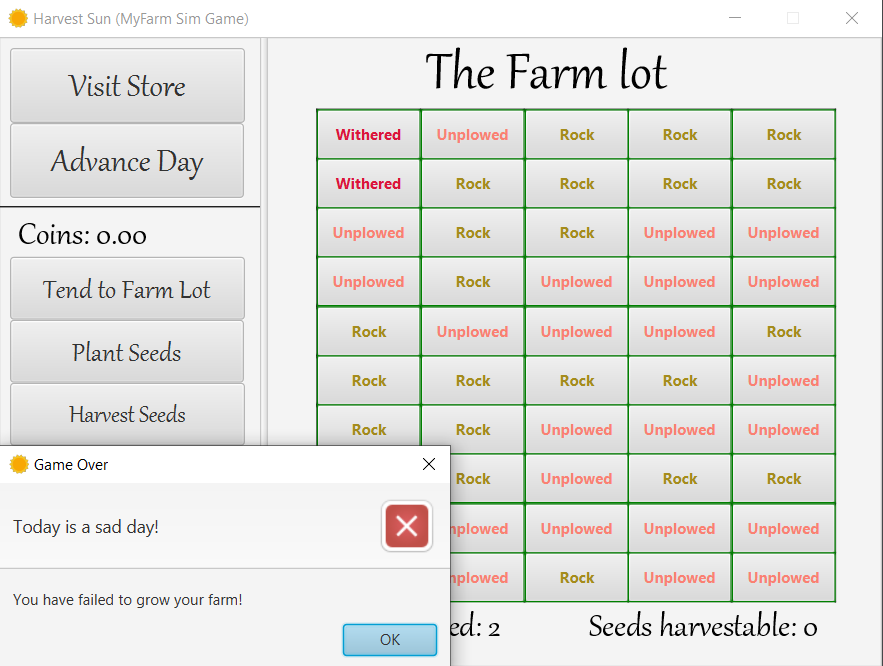 Harvest Sun (MyFarm Sim Game)
Visit Store
Advance Day
Coins: 0.00
Tend to Farm Lot
Plant Seeds
Harvest Seeds
The Farm lot
Withered Unplowed Rock Rock Rock
Withered Rock Rock Rock Rock
Unplowed Rock Rock Unplowed Unplowed
Unplowed Rock Unplowed Unplowed Unplowed
Rock Unplowed Unplowed Unplowed Rock
Rock Rock Rock Rock Unplowed
Rock Rock Unplowed Unplowed Unplowed
Rock Unplowed Rock Rock
nplowed Unplowed Unplowed Unplowed
nplowed Rock Unplowed Unplowed
ed: 2 Seeds harvestable: 0
Game Over
Today is a sad day!
You have failed to grow your farm!
OK